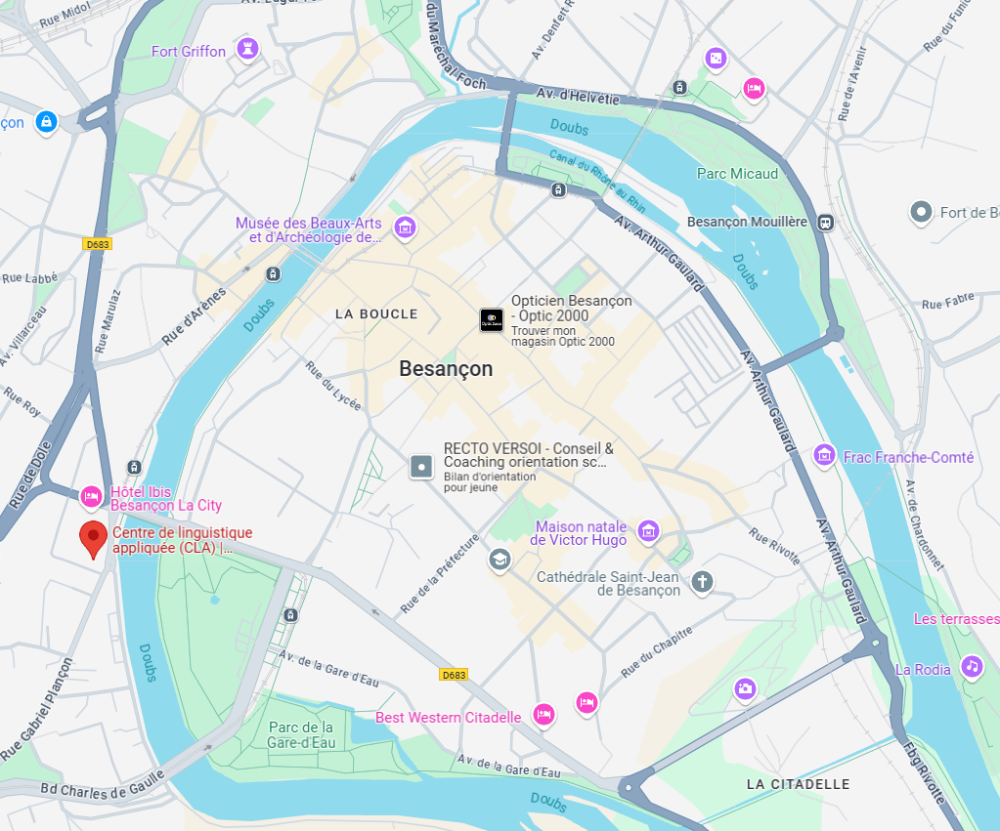 Rue Midol
Av. Edgar Faure
Fort Griffon
du Maréchal Foch
Av. Denfert R
Rue du Funic
Rue de l'Avenir
çon
Av. d'Helvétie
Doubs
Canal du Rhône au Rhin
Parc Micaud
Fort de B
Musée des Beaux-Arts
et d'Archéologie de...
Besançon Mouillère
D683
Av. Arthur Gaulard
Doubs
Rue Labbé
Rue d'Arènes
Doubs
Rue Marulaz
Av. Villarceau
Rue Fabre
LA BOUCLE
Opticien Besançon
- Optic 2000
Trouver mon
magasin Optic 2000
Besançon
Rue du Lycée
Av. Arthur Gaulard
Rue Roy
RECTO VERSOI - Conseil &
Coaching orientation sc...
Bilan d'orientation
pour jeune
Frac Franche-Comté
Rue de Dole
Hôtel Ibis
Besançon La City
Av. de Chardonnet
Centre de linguistique
appliquée (CLA) |...
Maison natale
de Victor Hugo
Rue Rivotte
Av. Arthur Gaulard
Rue de la Préfecture
Cathédrale Saint-Jean
de Besançon
Les terrasses
Rue du Chapitre
Doubs
Av. de la Gare d'Eau
D683
La Rodia
Rue Gabriel Plançon
Best Western Citadelle
Parc de la
Gare-d'Eau
Av. de la Gare d'Eau
Fbg Rivotte
Bd Charles de Gaulle
LA CITADELLE
Doubs